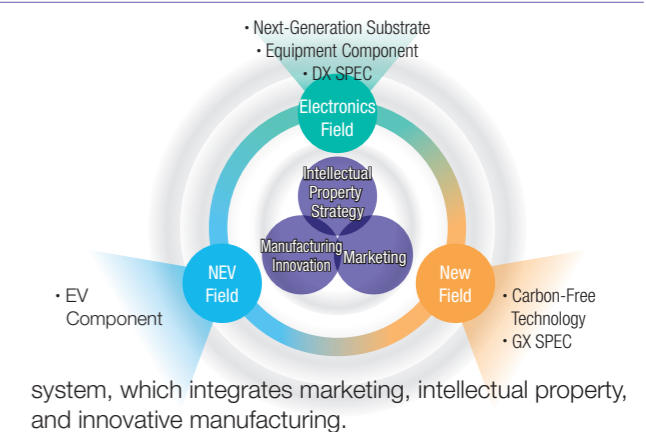 • Next-Generation Substrate
• Equipment Component
• DX SPEC
Electronics
Field
Intellectual
Property
Strategy
Manufacturing
Innovation
Marketing
NEV
Field
New
Field
• EV
Component
• Carbon-Free
Technology
• GX SPEC
system, which integrates marketing, intellectual property,
and innovative manufacturing.